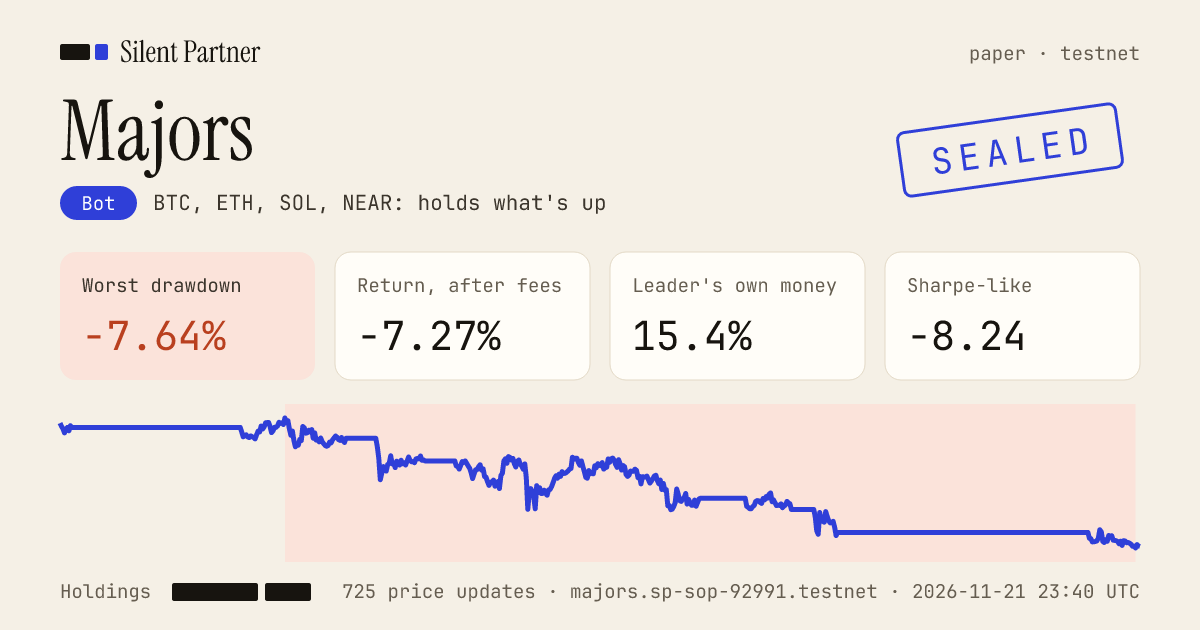 Silent Partner
paper · testnet
Majors
SEALED
Bot BTC, ETH, SOL, NEAR: holds what's up
Worst drawdown
-7.64%
Return, after fees
-7.27%
Leader's own money
15.4%
Sharpe-like
-8.24
Holdings
725 price updates · majors.sp-sop-92991.testnet · 2026-11-21 23:40 UTC